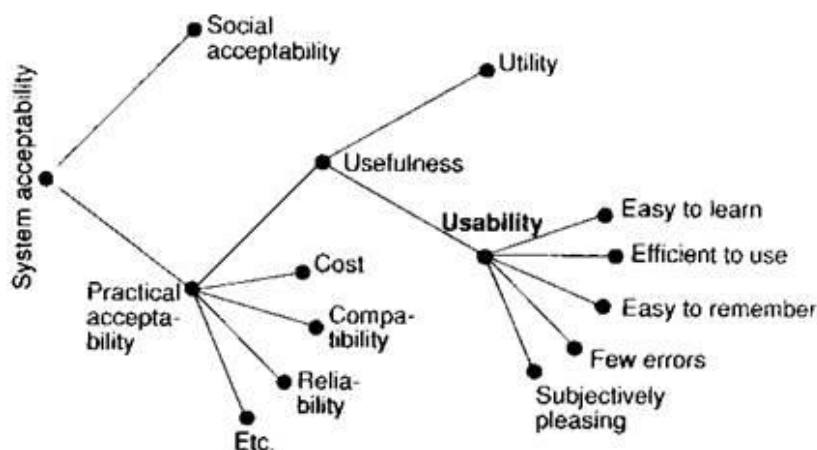 System acceptability
Social
acceptability
Utility
Usefulness
Usability
Easy to learn
Efficient to use
Easy to remember
Few errors
Subjectively
pleasing
Practical
accepta-
bility
Cost
Compa-
tibility
Relia-
bility
Etc.